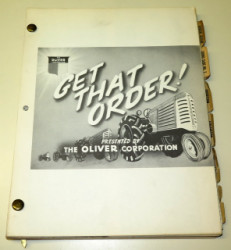 OLIVER
GET
THAT
ORDER!
PRESENTED BY
THE OLIVER CORPORATION